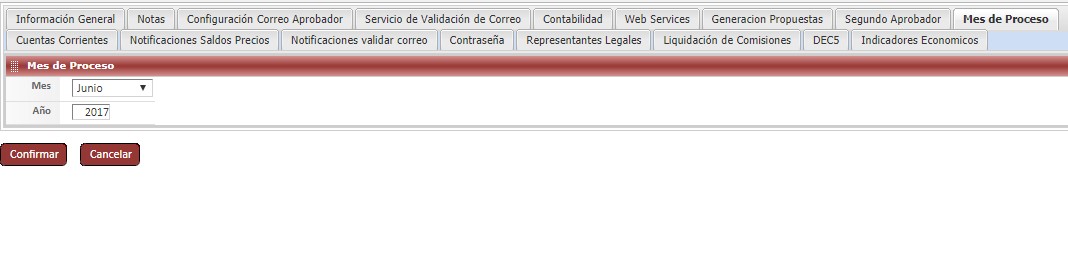 Información General Notas Configuración Correo Aprobador Servicio de Validación de Correo Contabilidad Web Services Generacion Propuestas Segundo Aprobador Mes de Proceso
Cuentas Corrientes Notificaciones Saldos Precios Notificaciones validar correo Contraseña Representantes Legales Liquidación de Comisiones DEC5 Indicadores Economicos
Mes de Proceso
Mes Junio
Año 2017
Confirmar Cancelar